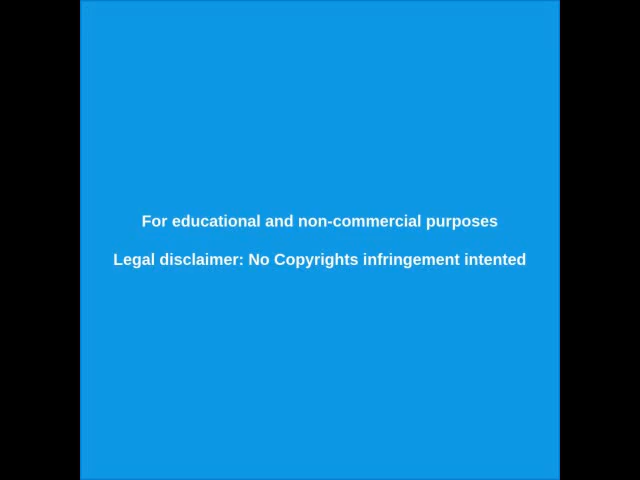 For educational and non-commercial purposes
Legal disclaimer: No Copyrights infringement intented